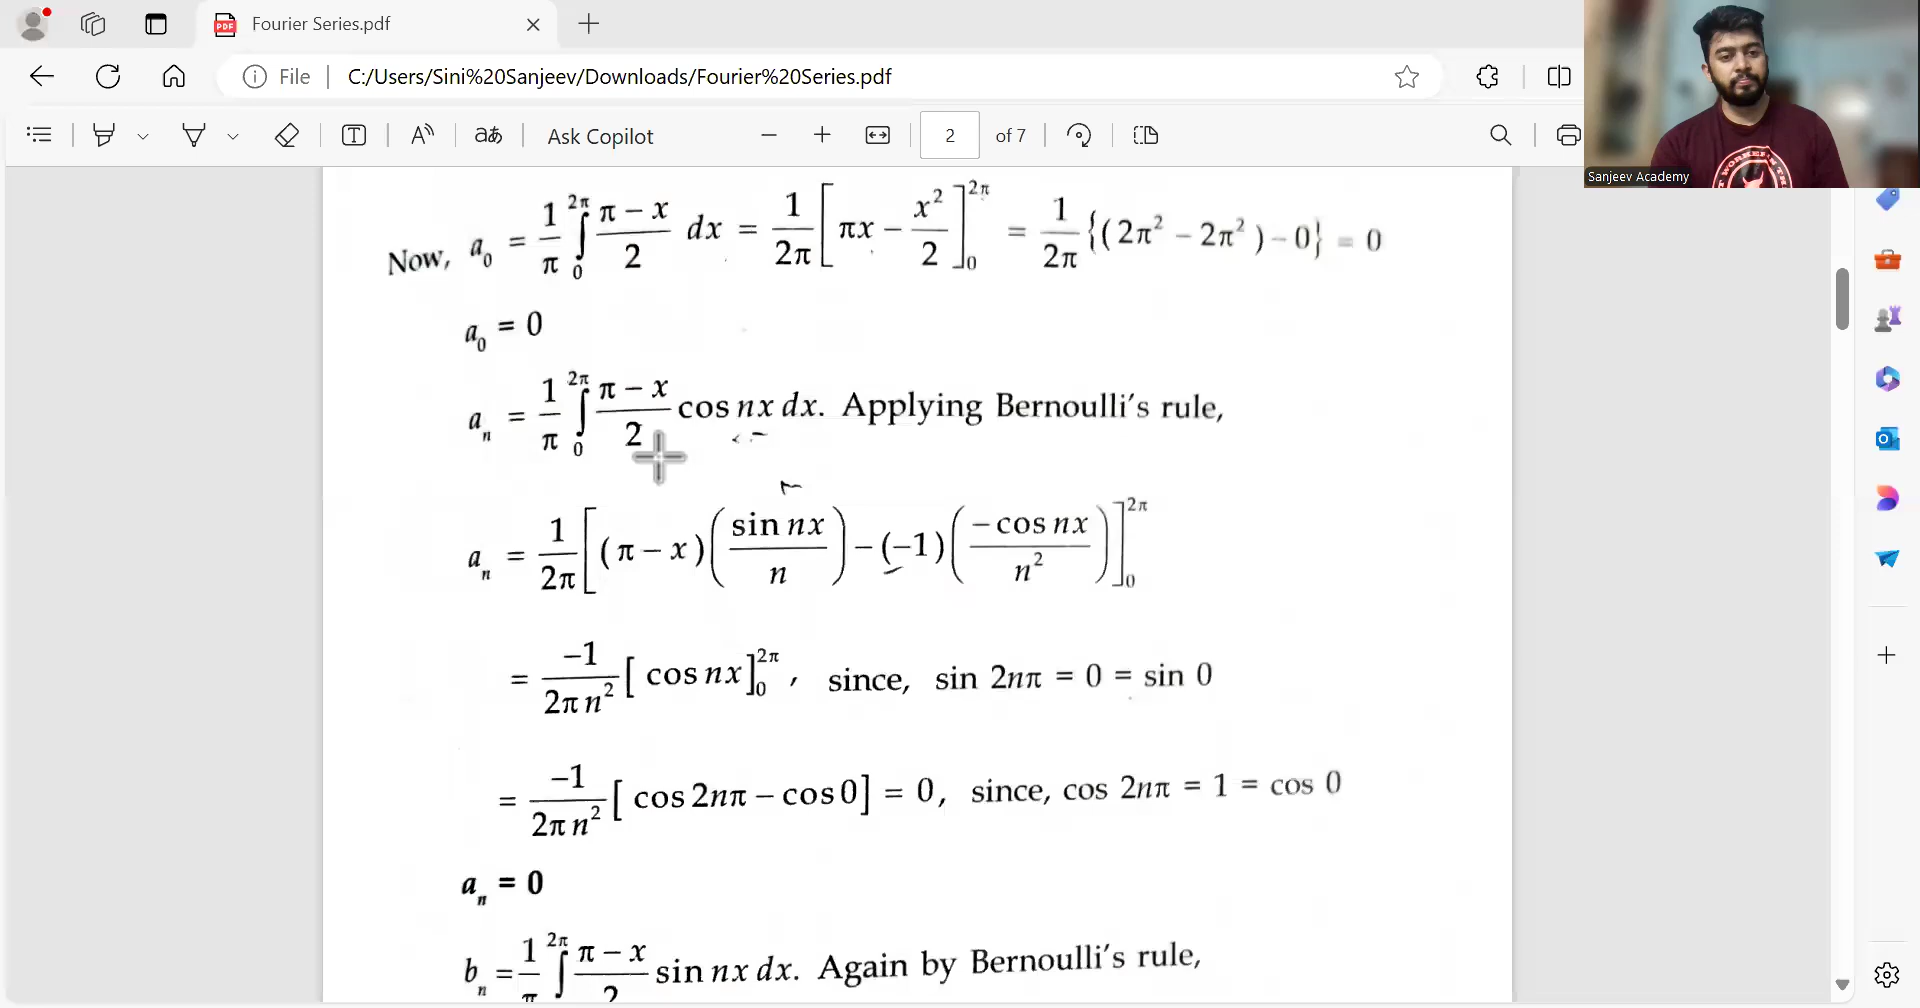 Fourier Series.pdf
File | C:/Users/Sini%20Sanjeev/Downloads/Fourier%20Series.pdf
T A aあ Ask Copilot 2 of 7
Sanjeev Academy
Now, a₀ = 1/π ∫₀^{2π} (π − x)/2 dx = 1/2π [πx − x²/2]₀^{2π} = 1/2π {(2π² − 2π²) − 0} = 0
a₀ = 0
aₙ = 1/π ∫₀^{2π} (π − x)/2 cos nx dx. Applying Bernoulli's rule,
aₙ = 1/2π [(π − x)(sin nx/n) − (−1)(−cos nx/n²)]₀^{2π}
= −1/2πn² [cos nx]₀^{2π}, since, sin 2nπ = 0 = sin 0
= −1/2πn² [cos 2nπ − cos 0] = 0, since, cos 2nπ = 1 = cos 0
aₙ = 0
bₙ = 1/π ∫^{2π} (π − x)/2 sin nx dx. Again by Bernoulli's rule,